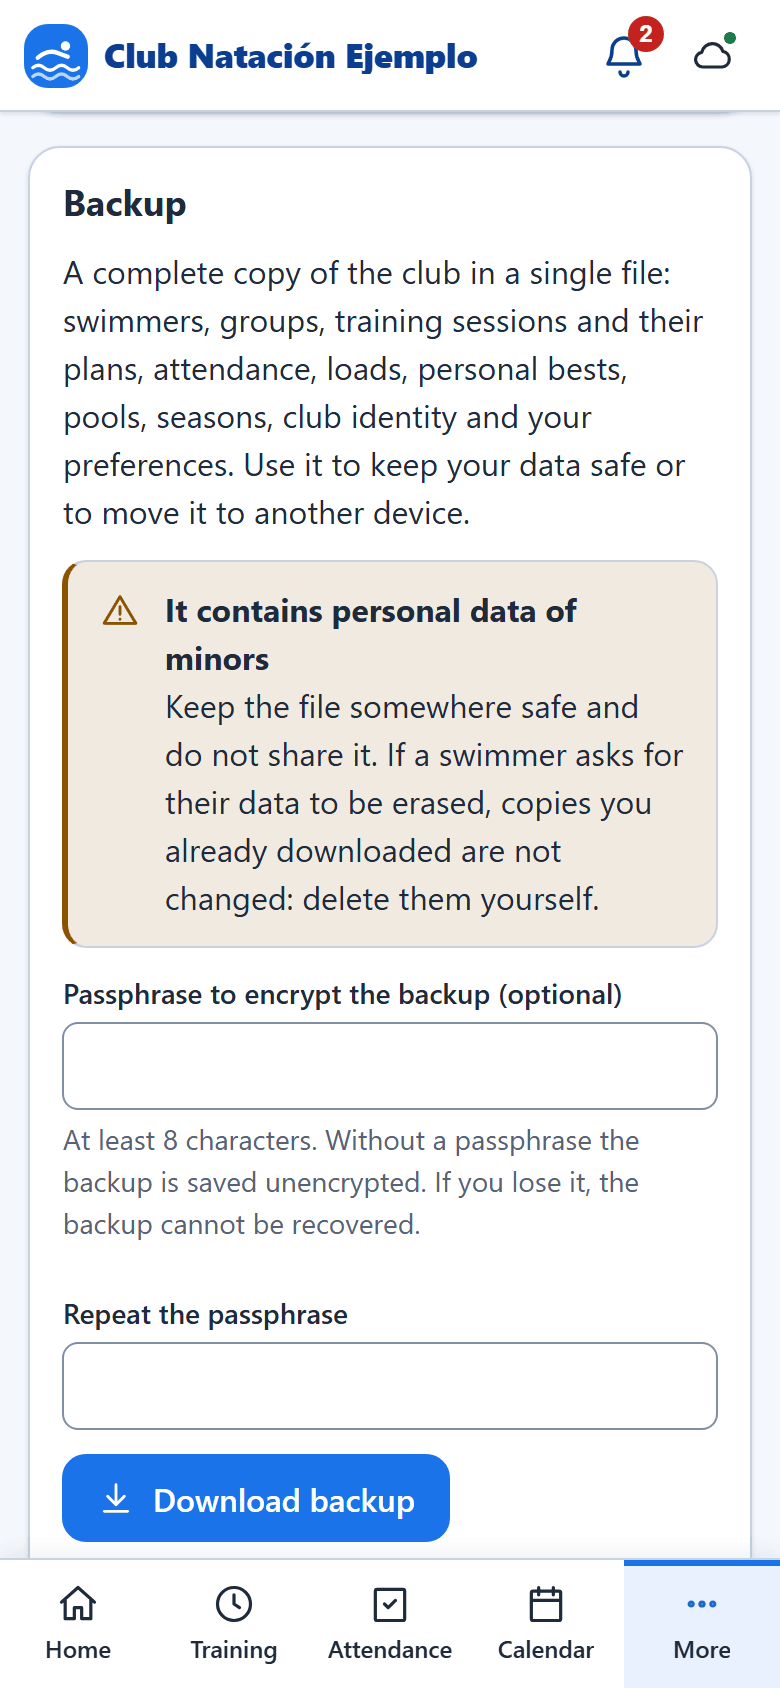 Club Natación Ejemplo
2
Backup
A complete copy of the club in a single file:
swimmers, groups, training sessions and their
plans, attendance, loads, personal bests,
pools, seasons, club identity and your
preferences. Use it to keep your data safe or
to move it to another device.
It contains personal data of
minors
Keep the file somewhere safe and
do not share it. If a swimmer asks for
their data to be erased, copies you
already downloaded are not
changed: delete them yourself.
Passphrase to encrypt the backup (optional)
At least 8 characters. Without a passphrase the
backup is saved unencrypted. If you lose it, the
backup cannot be recovered.
Repeat the passphrase
Download backup
Home
Training
Attendance
Calendar
More